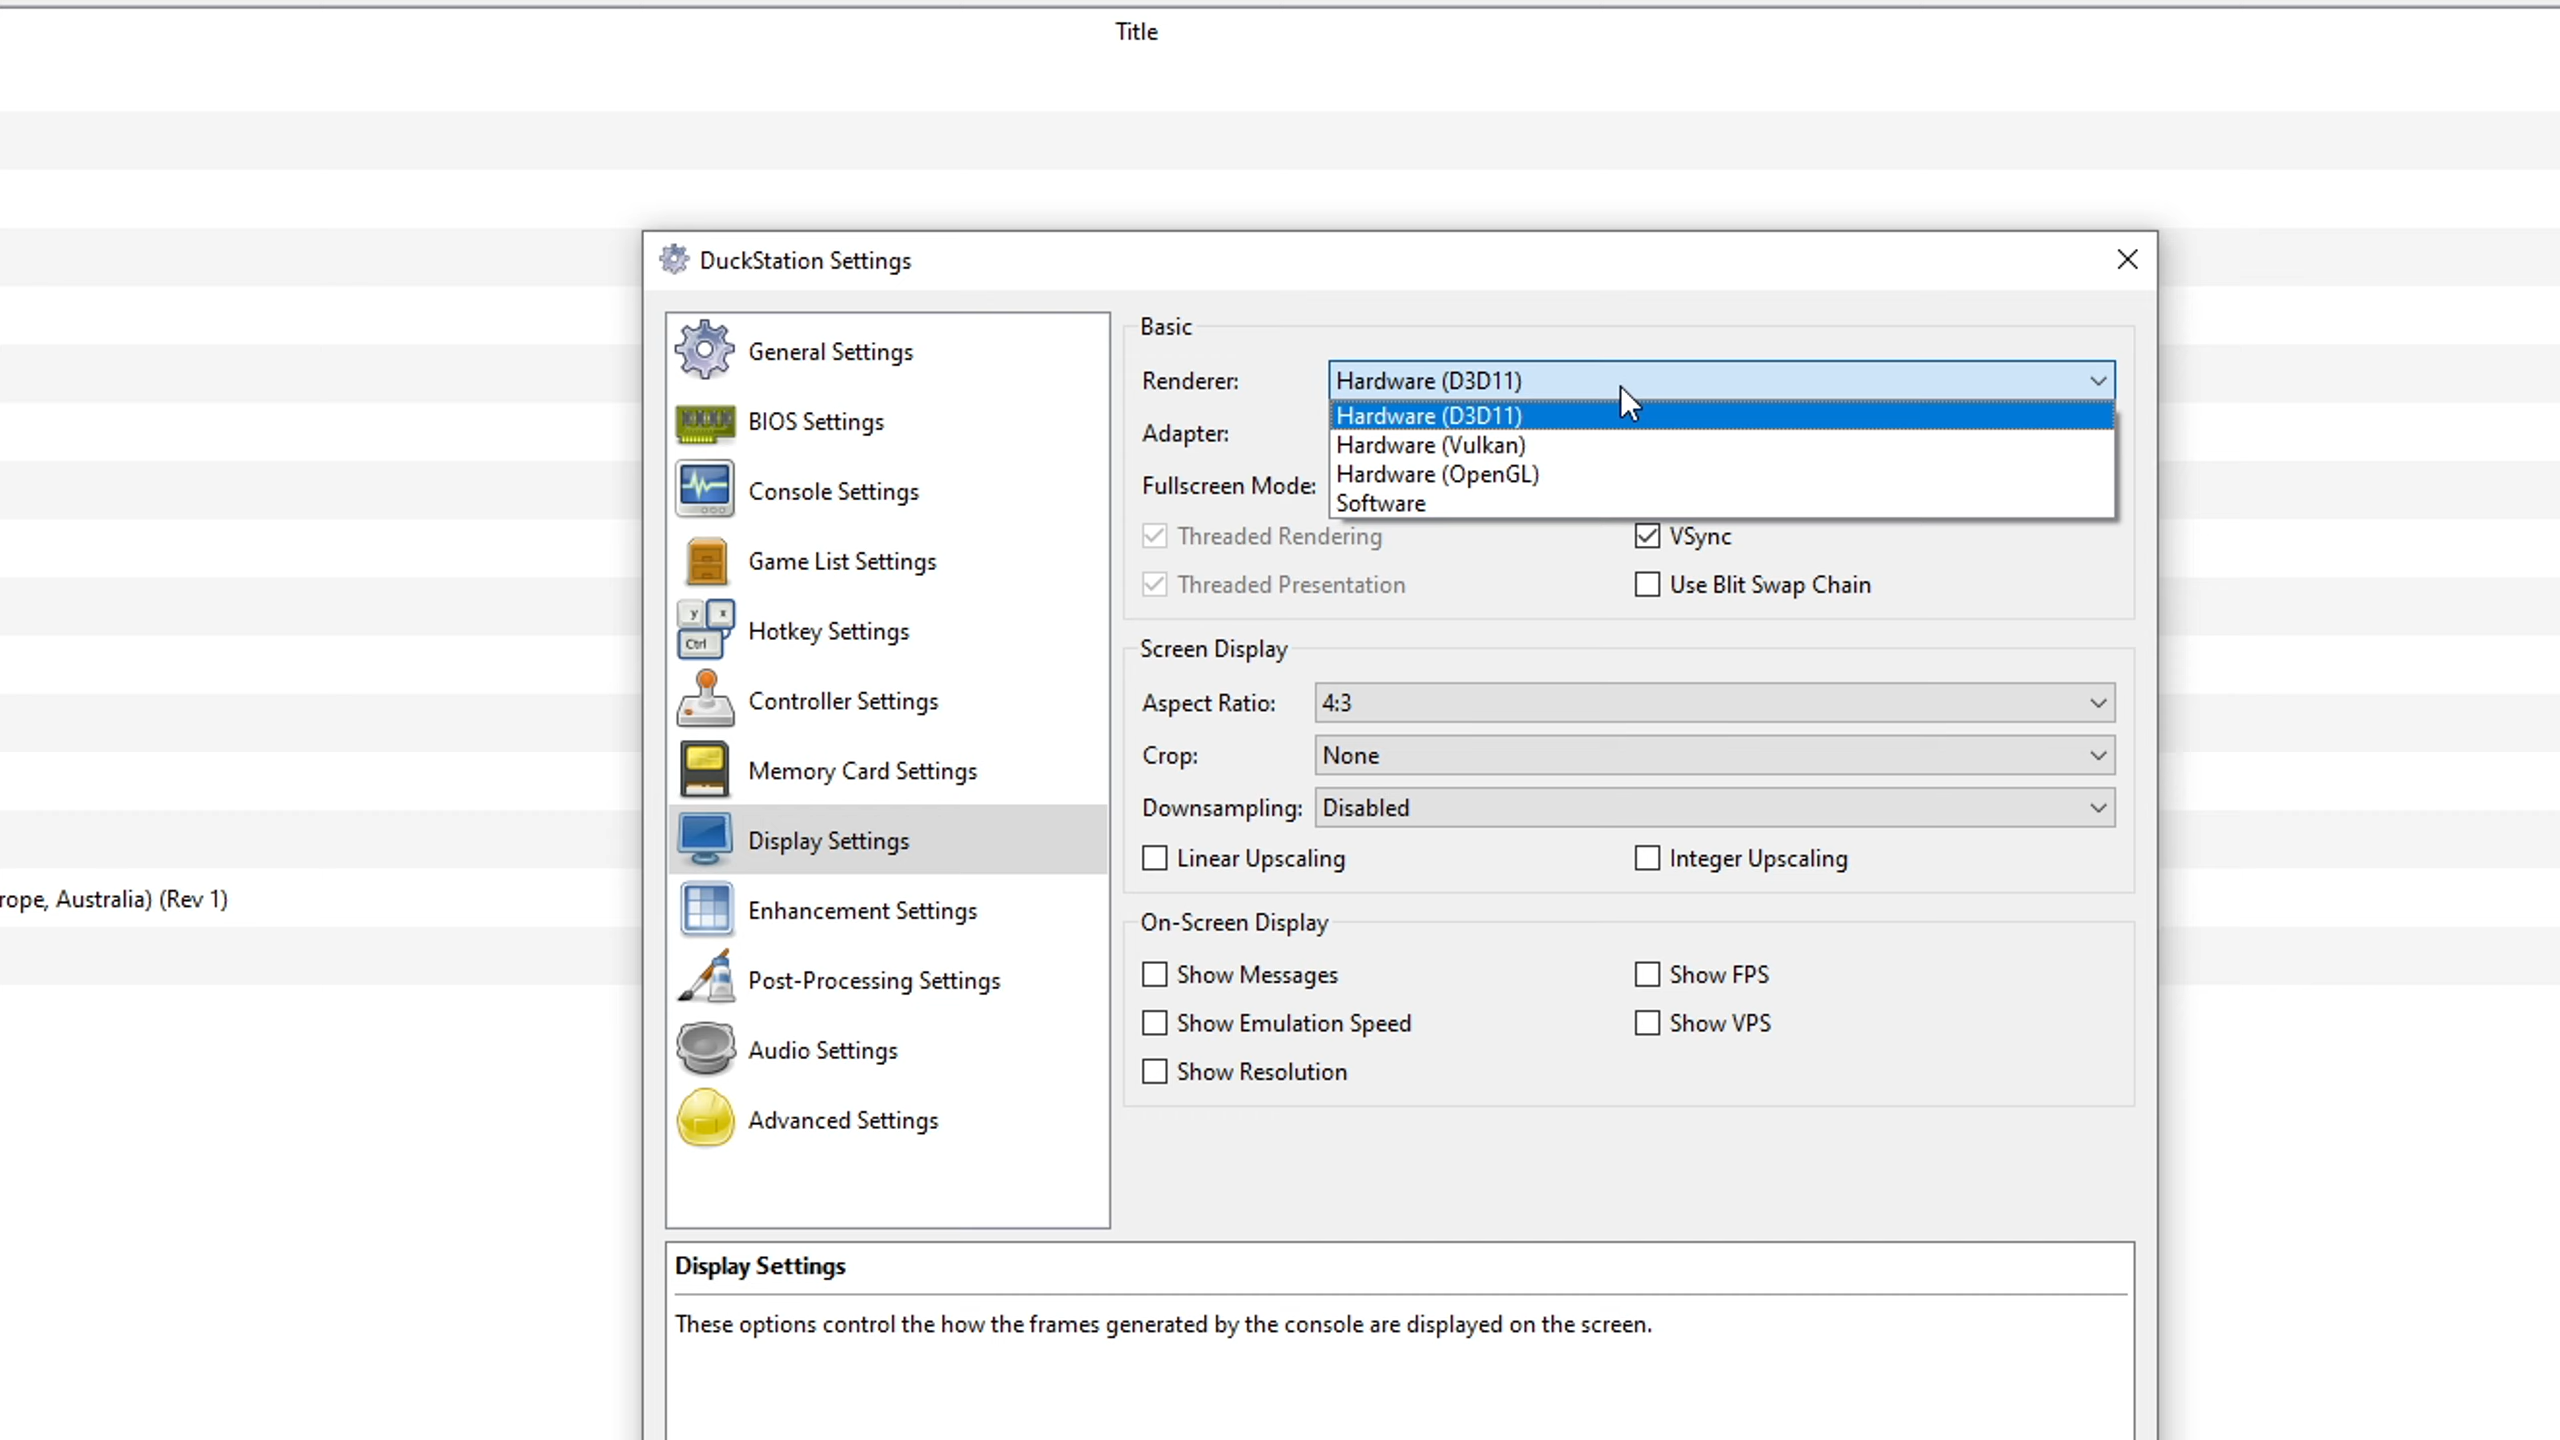 Title
rope, Australia) (Rev 1)
DuckStation Settings
General Settings
BIOS Settings
Console Settings
Game List Settings
y x
Ctrl
Hotkey Settings
Controller Settings
Memory Card Settings
Display Settings
Enhancement Settings
Post-Processing Settings
Audio Settings
Advanced Settings
Basic
Renderer: Hardware (D3D11)
Hardware (D3D11)
Adapter:
Hardware (Vulkan)
Hardware (OpenGL)
Fullscreen Mode:
Software
Threaded Rendering VSync
Threaded Presentation Use Blit Swap Chain
Screen Display
Aspect Ratio: 4:3
Crop: None
Downsampling: Disabled
Linear Upscaling Integer Upscaling
On-Screen Display
Show Messages Show FPS
Show Emulation Speed Show VPS
Show Resolution
Display Settings
These options control the how the frames generated by the console are displayed on the screen.